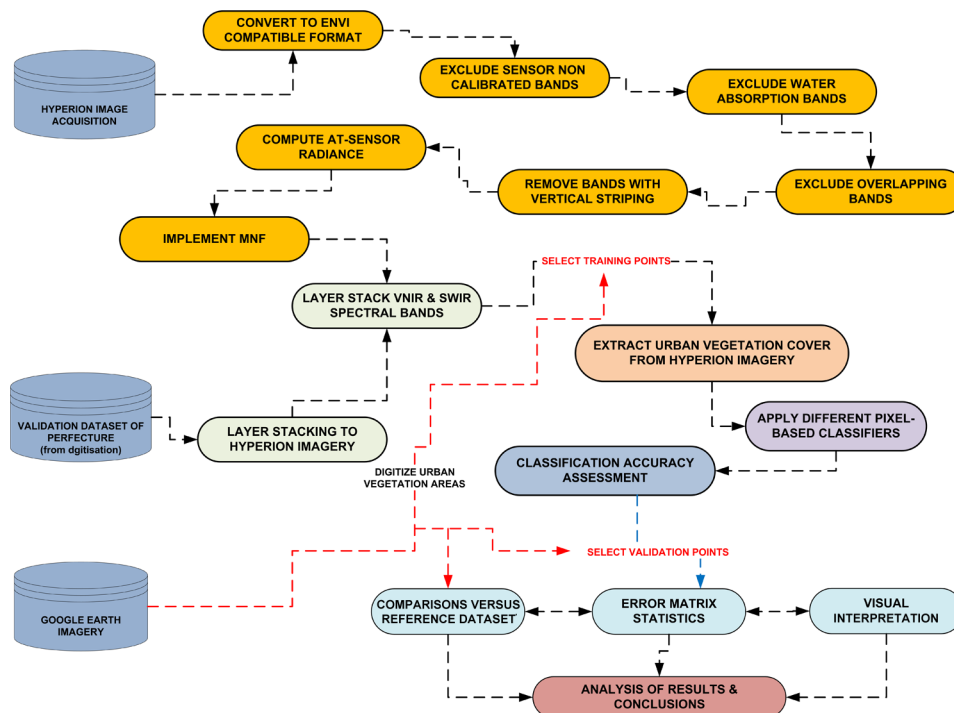 CONVERT TO ENVI
COMPATIBLE FORMAT
EXCLUDE SENSOR NON
CALIBRATED BANDS
EXCLUDE WATER
ABSORPTION BANDS
HYPERION IMAGE
ACQUISITION
COMPUTE AT-SENSOR
RADIANCE
REMOVE BANDS WITH
VERTICAL STRIPING
EXCLUDE OVERLAPPING
BANDS
IMPLEMENT MNF
SELECT TRAINING POINTS
LAYER STACK VNIR & SWIR
SPECTRAL BANDS
EXTRACT URBAN VEGETATION COVER
FROM HYPERION IMAGERY
VALIDATION DATASET OF
PERFECTURE
(from dgitisation)
LAYER STACKING TO
HYPERION IMAGERY
APPLY DIFFERENT PIXEL-
BASED CLASSIFIERS
DIGITIZE URBAN
VEGETATION AREAS
CLASSIFICATION ACCURACY
ASSESSMENT
SELECT VALIDATION POINTS
GOOGLE EARTH
IMAGERY
COMPARISONS VERSUS
REFERENCE DATASET
ERROR MATRIX
STATISTICS
VISUAL
INTERPRETATION
ANALYSIS OF RESULTS &
CONCLUSIONS